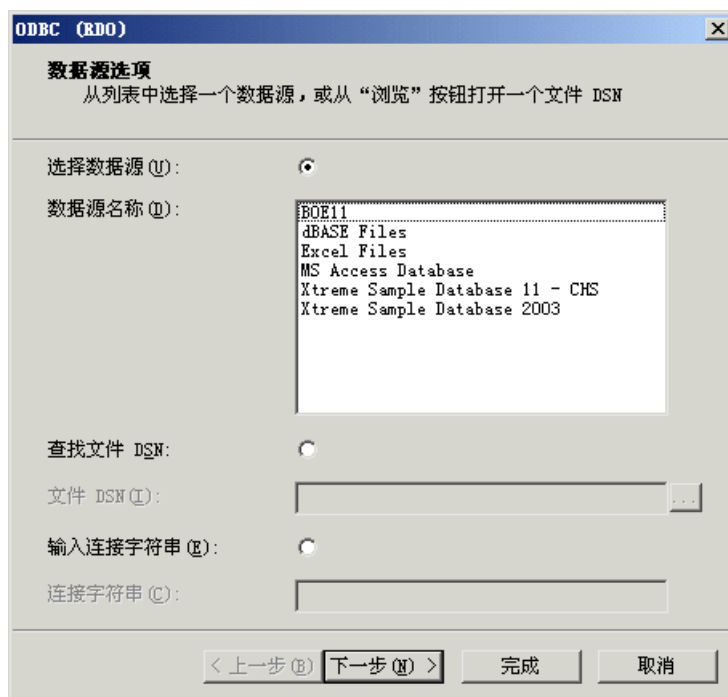 ODBC (RDO)
数据源选项
从列表中选择一个数据源，或从“浏览”按钮打开一个文件 DSN
选择数据源(U):
数据源名称(D):
BOE11
dBASE Files
Excel Files
MS Access Database
Xtreme Sample Database 11 - CHS
Xtreme Sample Database 2003
查找文件 DSN:
文件 DSN(I):
...
输入连接字符串(E):
连接字符串(C):
< 上一步(B) 下一步(N) > 完成 取消